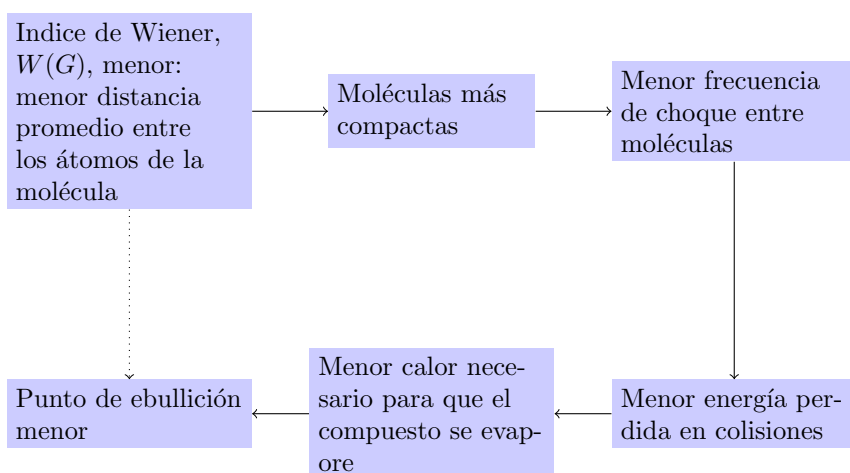 Indice de Wiener,
W(G), menor:
menor distancia
promedio entre
los átomos de la
molécula
Moléculas más
compactas
Menor frecuencia
de choque entre
moléculas
Punto de ebullición
menor
Menor calor nece-
sario para que el
compuesto se evap-
ore
Menor energía per-
dida en colisiones